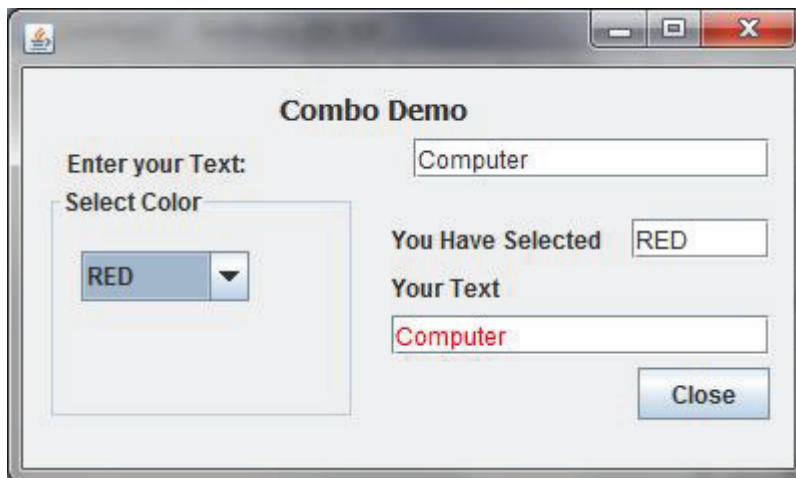 Combo Demo
Enter your Text: Computer
Select Color
RED
You Have Selected RED
Your Text
Computer
Close